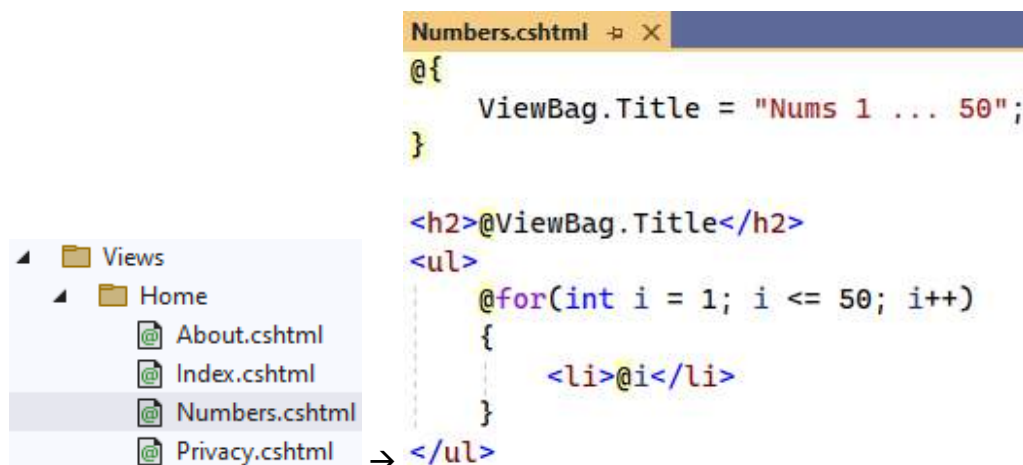 Views
Home
About.cshtml
Index.cshtml
Numbers.cshtml
Privacy.cshtml
→
Numbers.cshtml
@{
    ViewBag.Title = "Nums 1 ... 50";
}
<h2>@ViewBag.Title</h2>
<ul>
    @for(int i = 1; i <= 50; i++)
    {
        <li>@i</li>
    }
</ul>